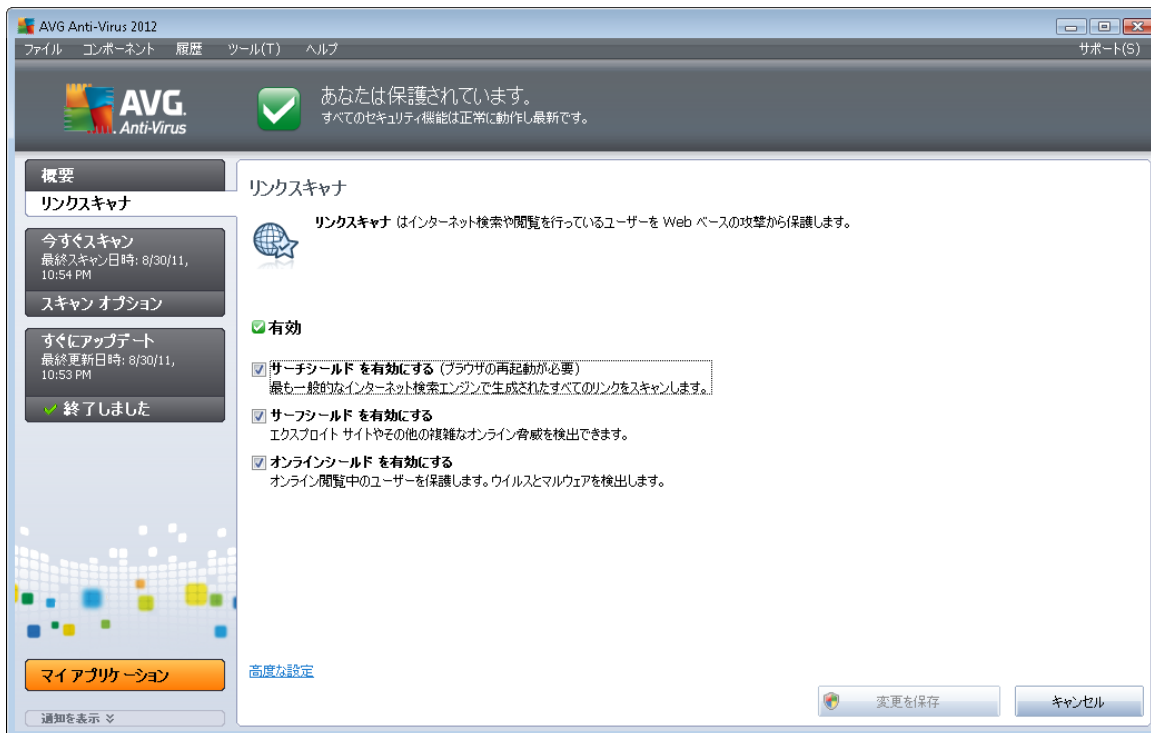 AVG Anti-Virus 2012
ファイル コンポーネント 履歴 ツール(T) ヘルプ サポート(S)
AVG.
Anti-Virus
あなたは保護されています。
すべてのセキュリティ機能は正常に動作し最新です。
概要
リンクスキャナ
今すぐスキャン
最終スキャン日時: 8/30/11,
10:54 PM
スキャン オプション
すぐにアップデート
最終更新日時: 8/30/11,
10:53 PM
終了しました
マイ アプリケーション
通知を表示
リンクスキャナ
リンクスキャナ はインターネット検索や閲覧を行っているユーザーを Web ベースの攻撃から保護します。
有効
サーチシールド を有効にする (ブラウザの再起動が必要)
最も一般的なインターネット検索エンジンで生成されたすべてのリンクをスキャンします。
サーフシールド を有効にする
エクスプロイト サイトやその他の複雑なオンライン脅威を検出できます。
オンラインシールド を有効にする
オンライン閲覧中のユーザーを保護します。ウイルスとマルウェアを検出します。
高度な設定
変更を保存
キャンセル